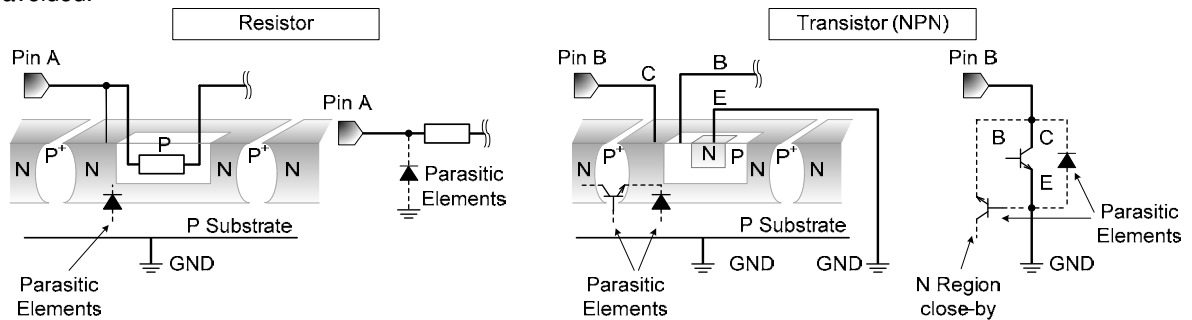 avoided.
Resistor
Transistor (NPN)
Pin A
Pin A
N
P+
N
P
P+
N
N
Parasitic
Elements
P Substrate
GND
Parasitic
Elements
Pin B
C
B
E
N
P+
N
N
P
P+
N
N
P Substrate
GND
GND
Parasitic
Elements
Pin B
B
C
E
Parasitic
Elements
GND
N Region
close-by